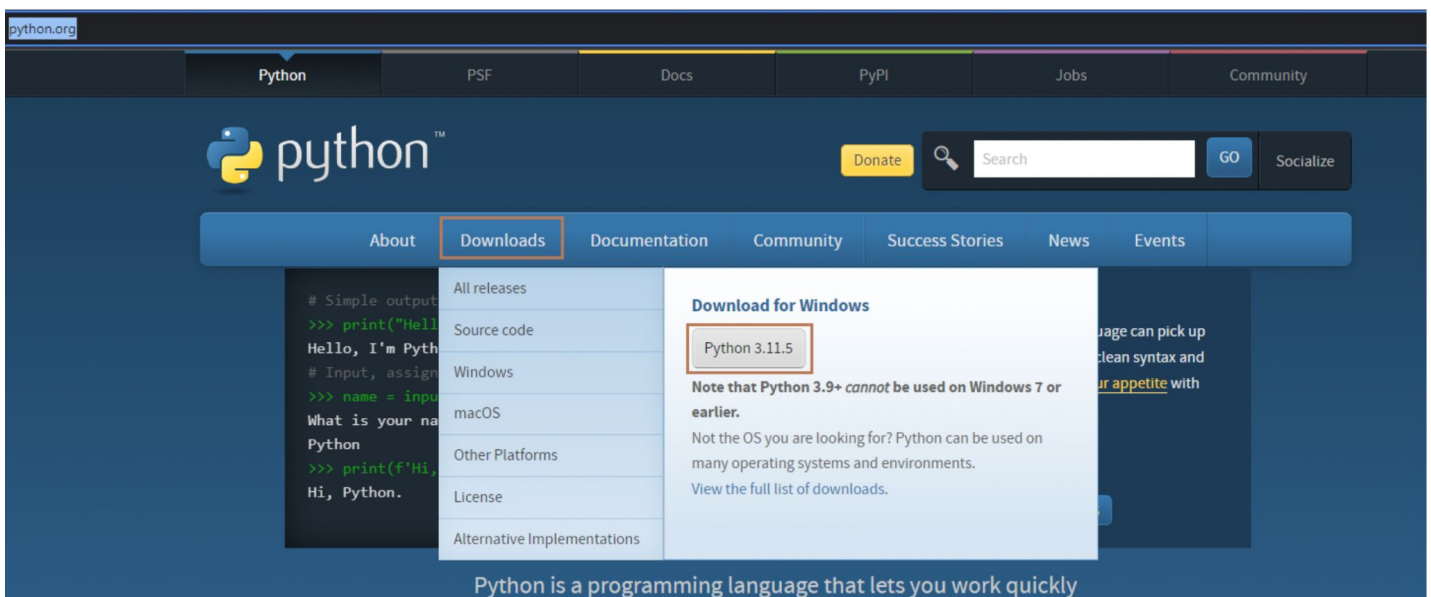 python.org
Python PSF Docs PyPI Jobs Community
python™
Donate Search GO Socialize
About Downloads Documentation Community Success Stories News Events
# Simple output
>>> print("Hell
Hello, I'm Pyth
# Input, assign
>>> name = inpu
What is your na
Python
>>> print(f'Hi,
Hi, Python.
All releases
Source code
Windows
macOS
Other Platforms
License
Alternative Implementations
Download for Windows
Python 3.11.5
Note that Python 3.9+ cannot be used on Windows 7 or
earlier.
Not the OS you are looking for? Python can be used on
many operating systems and environments.
View the full list of downloads.
uage can pick up
clean syntax and
ur appetite with
Python is a programming language that lets you work quickly